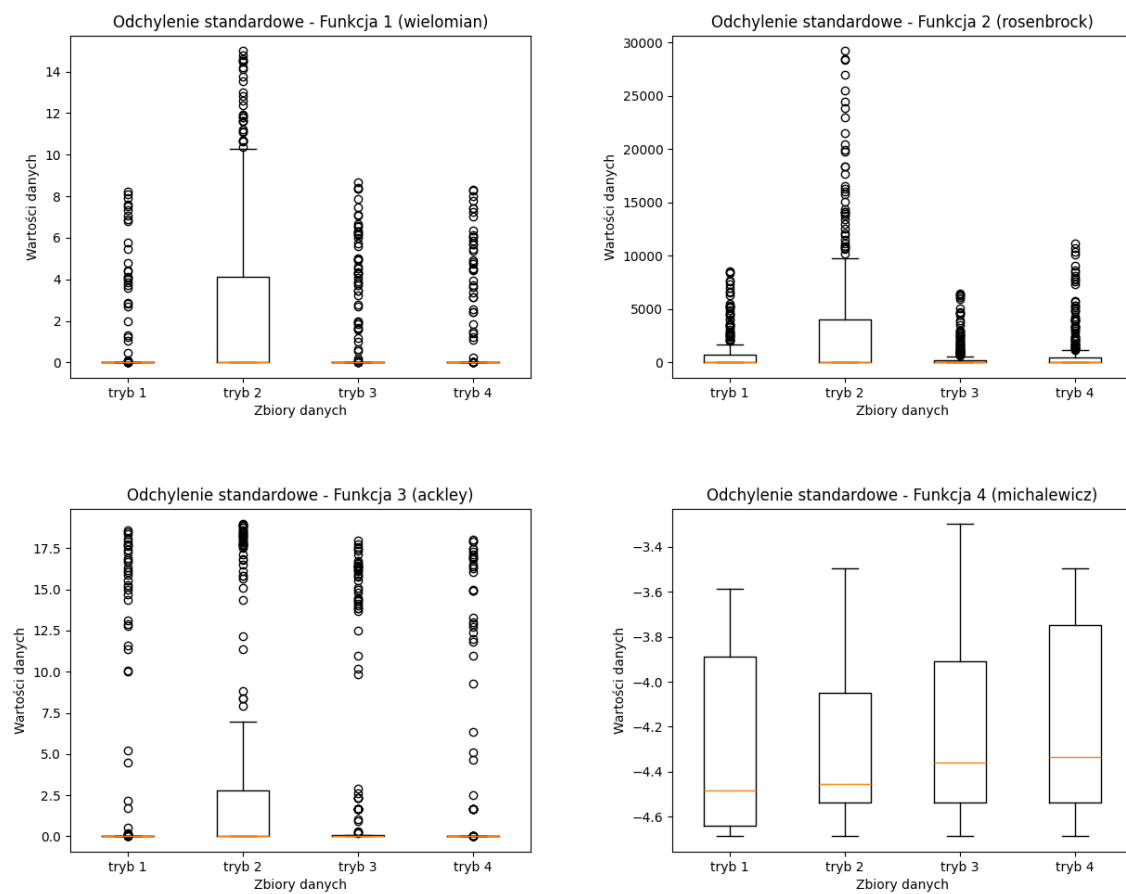 Odchylenie standardowe - Funkcja 1 (wielomian)
Wartości danych
14
12
10
8
6
4
2
0
tryb 1 tryb 2 tryb 3 tryb 4
Zbiory danych
Odchylenie standardowe - Funkcja 2 (rosenbrock)
Wartości danych
30000
25000
20000
15000
10000
5000
0
tryb 1 tryb 2 tryb 3 tryb 4
Zbiory danych
Odchylenie standardowe - Funkcja 3 (ackley)
Wartości danych
17.5
15.0
12.5
10.0
7.5
5.0
2.5
0.0
tryb 1 tryb 2 tryb 3 tryb 4
Zbiory danych
Odchylenie standardowe - Funkcja 4 (michalewicz)
Wartości danych
−3.4
−3.6
−3.8
−4.0
−4.2
−4.4
−4.6
tryb 1 tryb 2 tryb 3 tryb 4
Zbiory danych